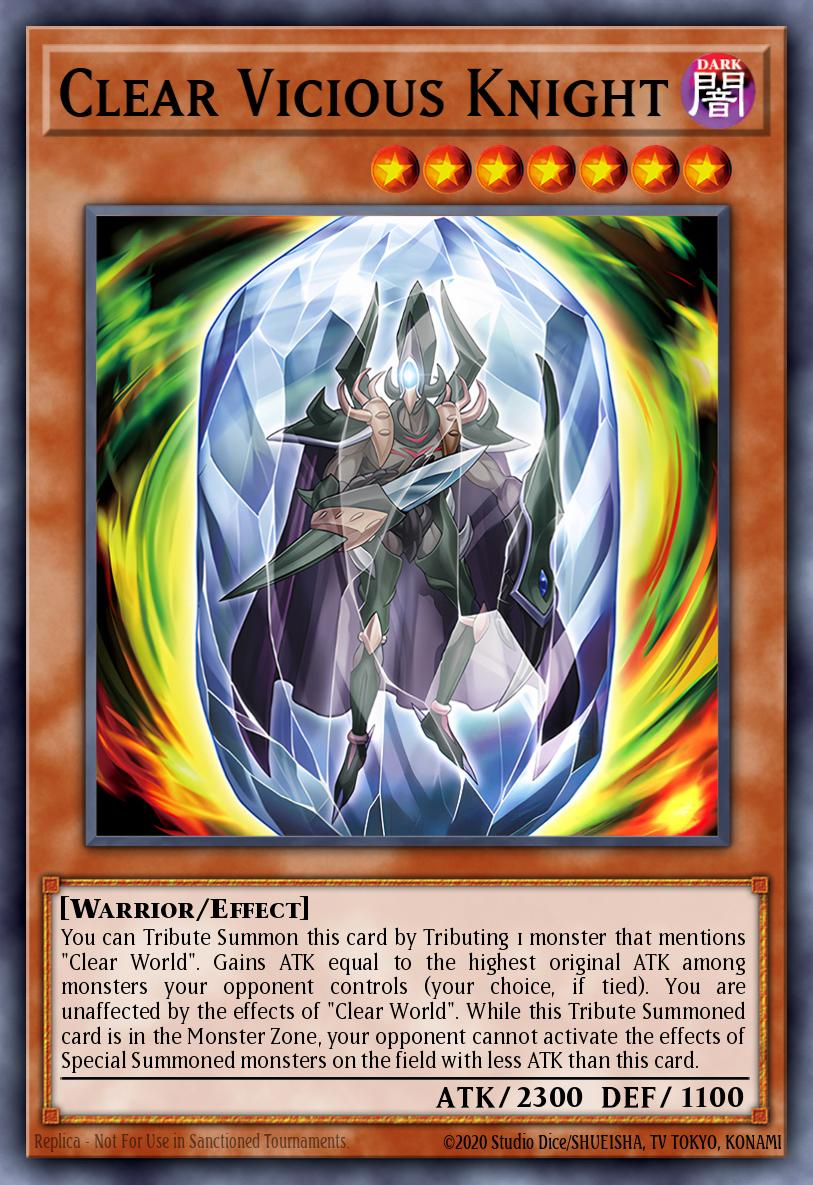 Clear Vicious Knight
DARK
闇
[Warrior/Effect]
You can Tribute Summon this card by Tributing 1 monster that mentions
"Clear World". Gains ATK equal to the highest original ATK among
monsters your opponent controls (your choice, if tied). You are
unaffected by the effects of "Clear World". While this Tribute Summoned
card is in the Monster Zone, your opponent cannot activate the effects of
Special Summoned monsters on the field with less ATK than this card.
ATK/2300 DEF/1100
Replica - Not For Use in Sanctioned Tournaments.
©2020 Studio Dice/SHUEISHA, TV TOKYO, KONAMI